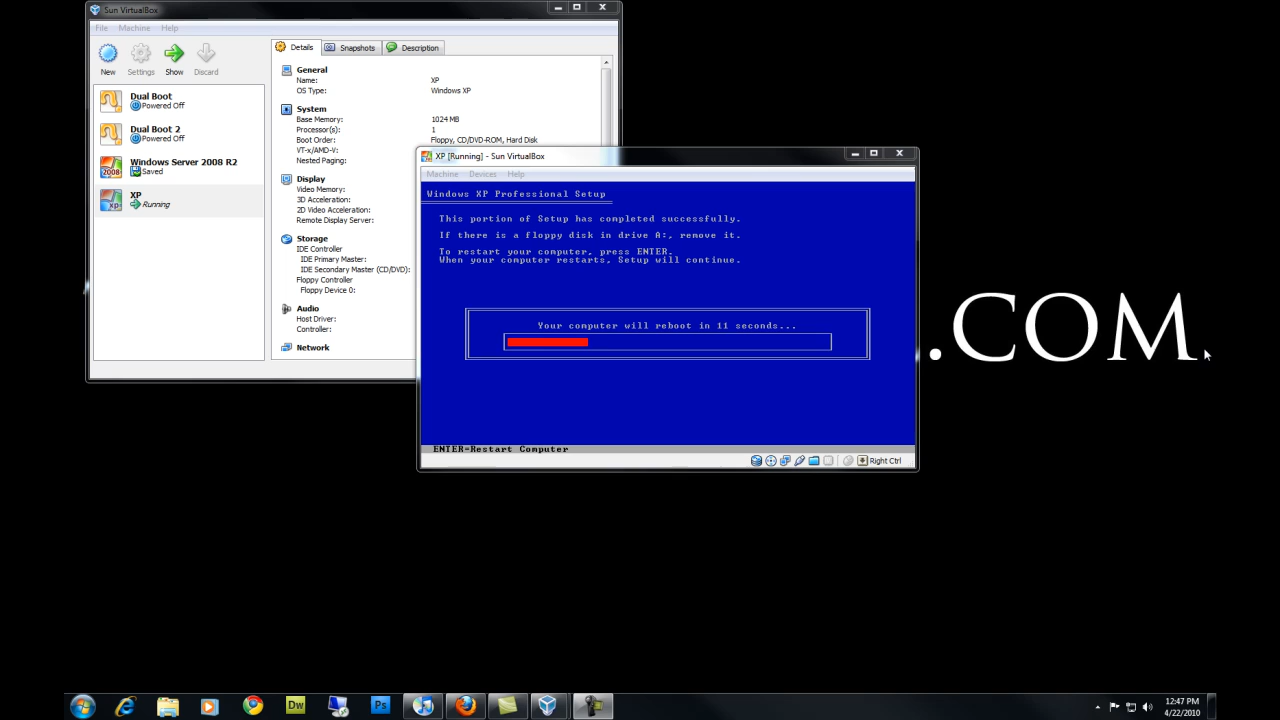 Sun VirtualBox
File Machine Help
New Settings Show Discard
Dual Boot
Powered Off
Dual Boot 2
Powered Off
2008
Windows Server 2008 R2
Saved
xp
XP
Running
Details Snapshots Description
General
Name: XP
OS Type: Windows XP
System
Base Memory: 1024 MB
Processor(s): 1
Boot Order: Floppy, CD/DVD-ROM, Hard Disk
VT-x/AMD-V:
Nested Paging:
Display
Video Memory:
3D Acceleration:
2D Video Acceleration:
Remote Display Server:
Storage
IDE Controller
IDE Primary Master:
IDE Secondary Master (CD/DVD):
Floppy Controller
Floppy Device 0:
Audio
Host Driver:
Controller:
Network
XP [Running] - Sun VirtualBox
Machine Devices Help
Windows XP Professional Setup
This portion of Setup has completed successfully.
If there is a floppy disk in drive A:, remove it.
To restart your computer, press ENTER.
When your computer restarts, Setup will continue.
Your computer will reboot in 11 seconds...
ENTER=Restart Computer
Right Ctrl
.COM.
Dw
Ps
12:47 PM
4/22/2010